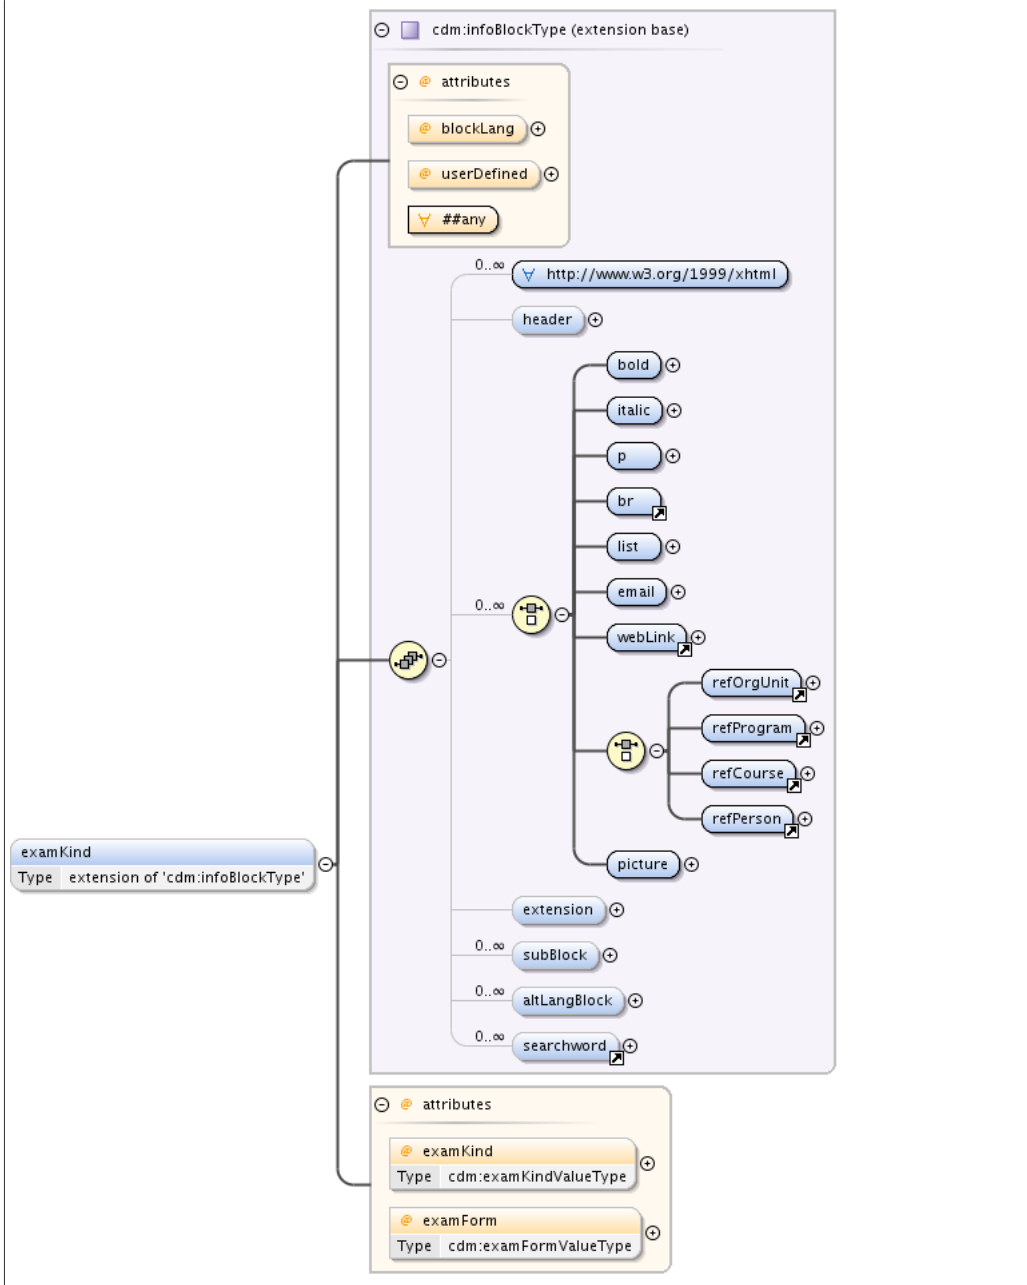 cdm:infoBlockType (extension base)
@ attributes
@ blockLang
@ userDefined
∀ ##any
0..∞
∀ http://www.w3.org/1999/xhtml
header
bold
italic
p
br
list
email
0..∞
webLink
refOrgUnit
refProgram
refCourse
refPerson
picture
examKind
Type extension of 'cdm:infoBlockType'
extension
0..∞
subBlock
0..∞
altLangBlock
0..∞
searchword
@ attributes
@ examKind
Type cdm:examKindValueType
@ examForm
Type cdm:examFormValueType